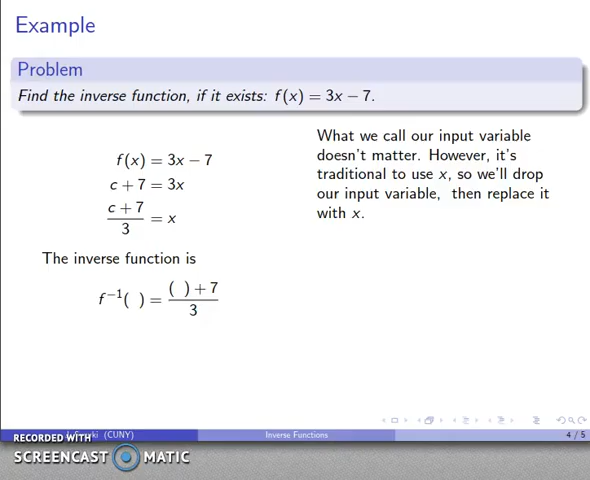 Example
Problem
Find the inverse function, if it exists: f(x) = 3x − 7.
f(x) = 3x − 7
c + 7 = 3x
c + 7
3
= x
The inverse function is
f⁻¹( ) = ( ) + 7
3
What we call our input variable
doesn't matter. However, it's
traditional to use x, so we'll drop
our input variable, then replace it
with x.
(CUNY)
Inverse Functions
4 / 5
RECORDED WITH
SCREENCAST MATIC